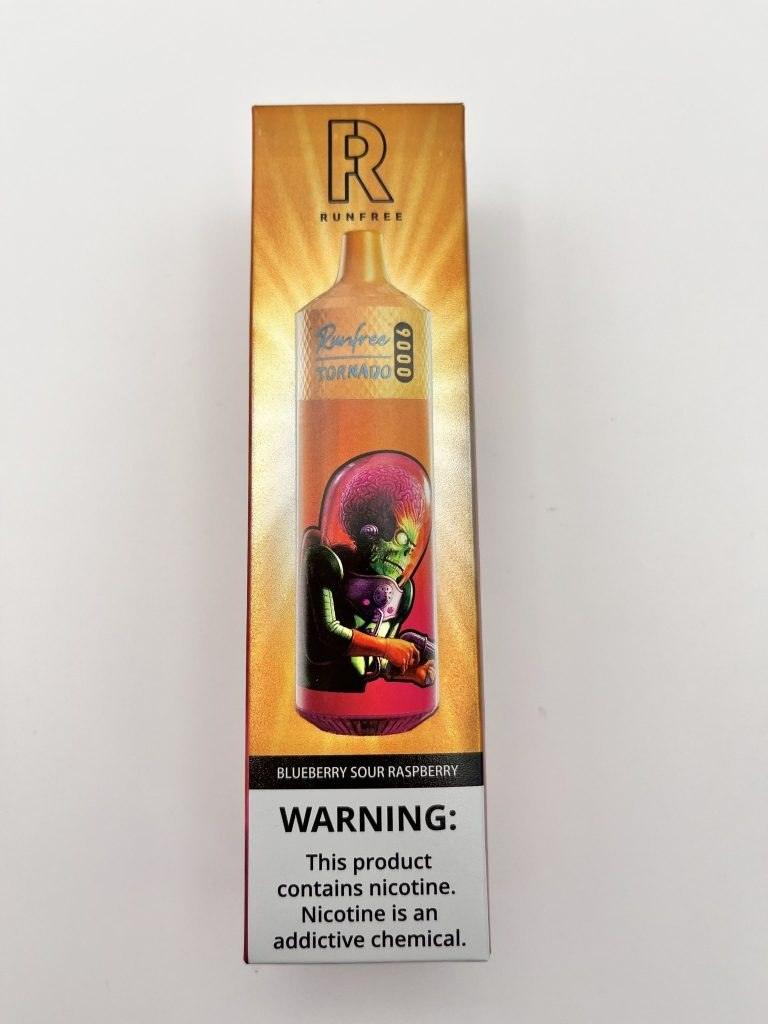 R
RUNFREE
Runfree
TORNADO
9000
BLUEBERRY SOUR RASPBERRY
WARNING:
This product
contains nicotine.
Nicotine is an
addictive chemical.